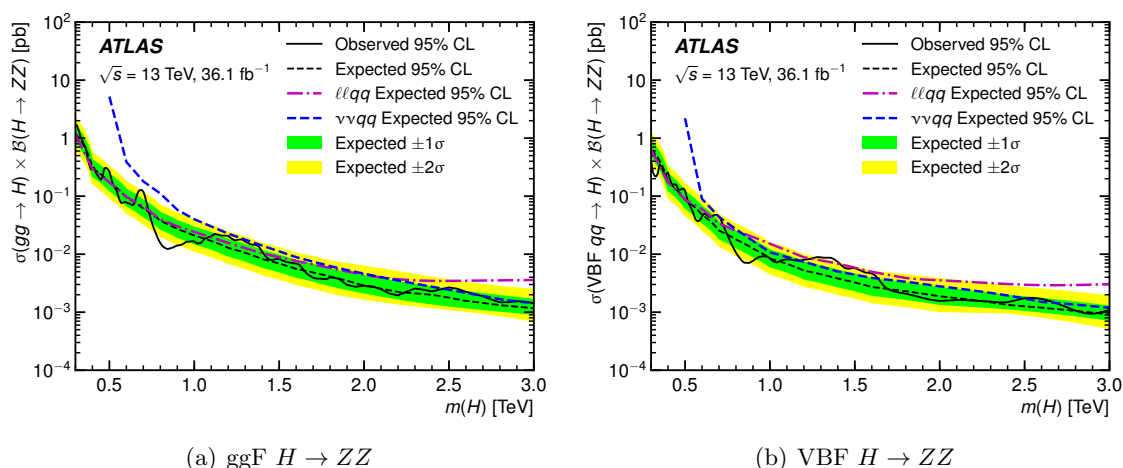 σ(gg → H) × B(H → ZZ) [pb]
10²
10
1
10⁻¹
10⁻²
10⁻³
10⁻⁴
ATLAS
√s = 13 TeV, 36.1 fb⁻¹
Observed 95% CL
Expected 95% CL
ℓℓqq Expected 95% CL
ννqq Expected 95% CL
Expected ±1σ
Expected ±2σ
0.5 1.0 1.5 2.0 2.5 3.0
m(H) [TeV]
(a) ggF H → ZZ
σ(VBF qq → H) × B(H → ZZ) [pb]
10²
10
1
10⁻¹
10⁻²
10⁻³
10⁻⁴
ATLAS
√s = 13 TeV, 36.1 fb⁻¹
Observed 95% CL
Expected 95% CL
ℓℓqq Expected 95% CL
ννqq Expected 95% CL
Expected ±1σ
Expected ±2σ
0.5 1.0 1.5 2.0 2.5 3.0
m(H) [TeV]
(b) VBF H → ZZ